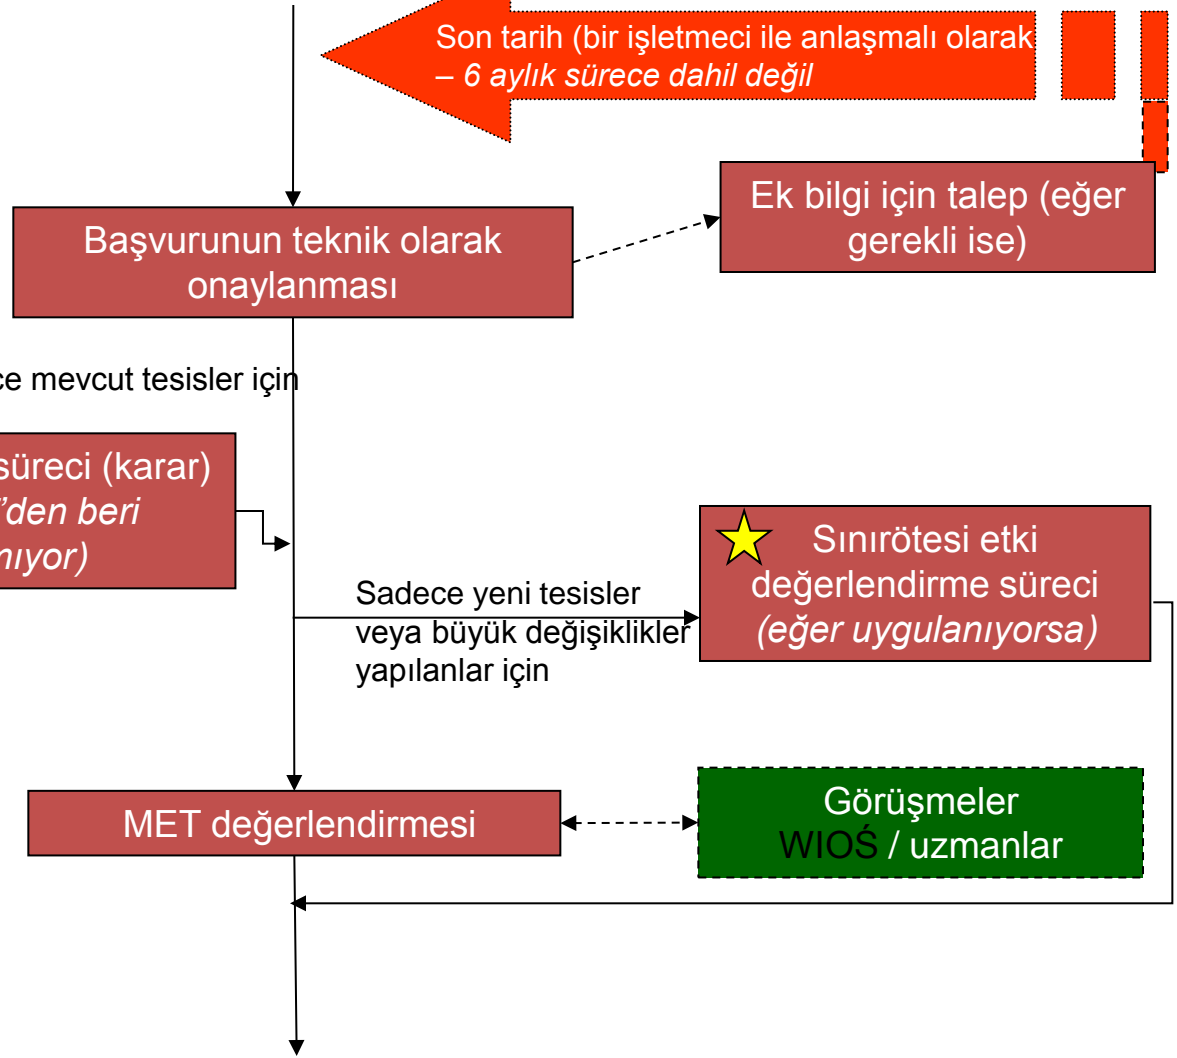 Son tarih (bir işletmeci ile anlaşmalı olarak
– 6 aylık sürece dahil değil
Ek bilgi için talep (eğer
gerekli ise)
Başvurunun teknik olarak
onaylanması
mevcut tesisler için
süreci (karar)
beri
Sınırötesi etki
değerlendirme süreci
(eğer uygulanıyorsa)
Sadece yeni tesisler
veya büyük değişiklikler
yapılanlar için
MET değerlendirmesi
Görüşmeler
WIOŚ / uzmanlar